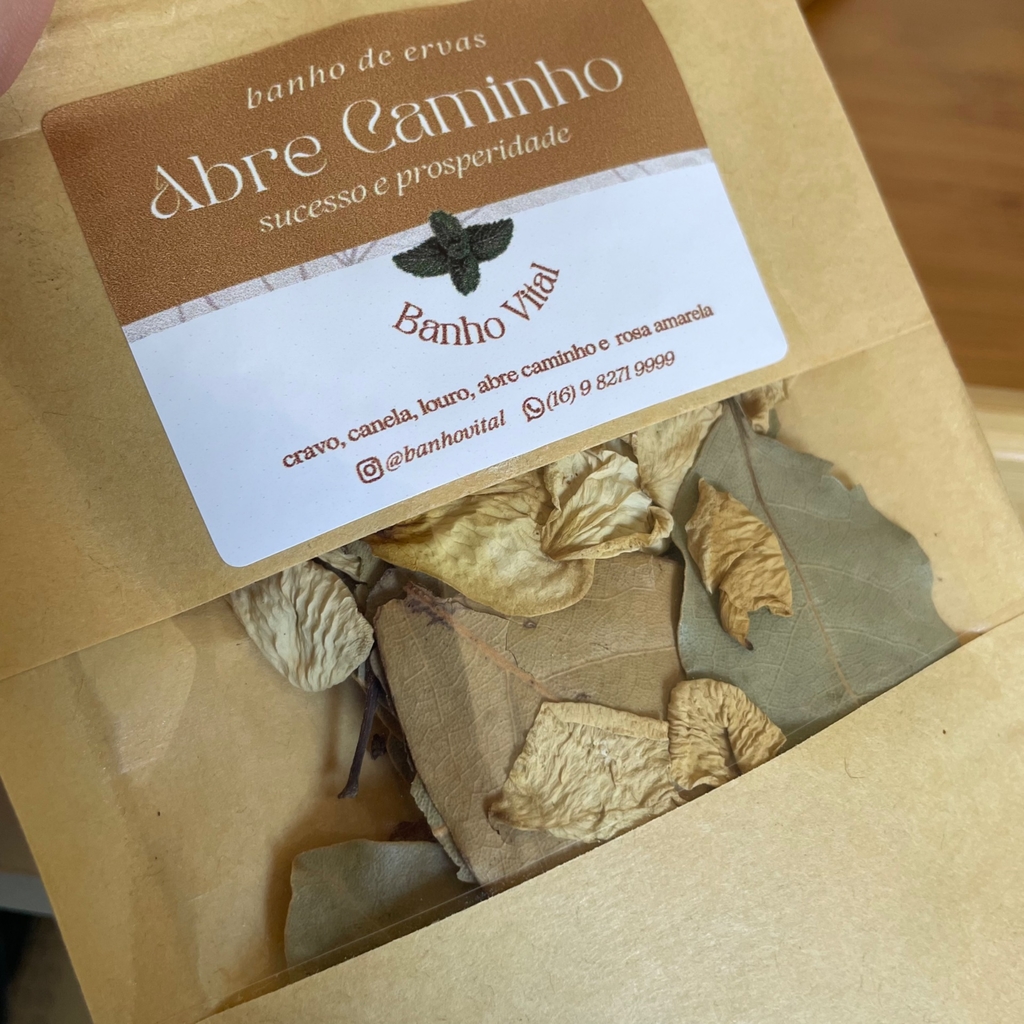 banho de ervas
Abre Caminho
sucesso e prosperidade
Banho Vital
cravo, canela, louro, abre caminho e rosa amarela
@banhovital (16) 9 8271 9999